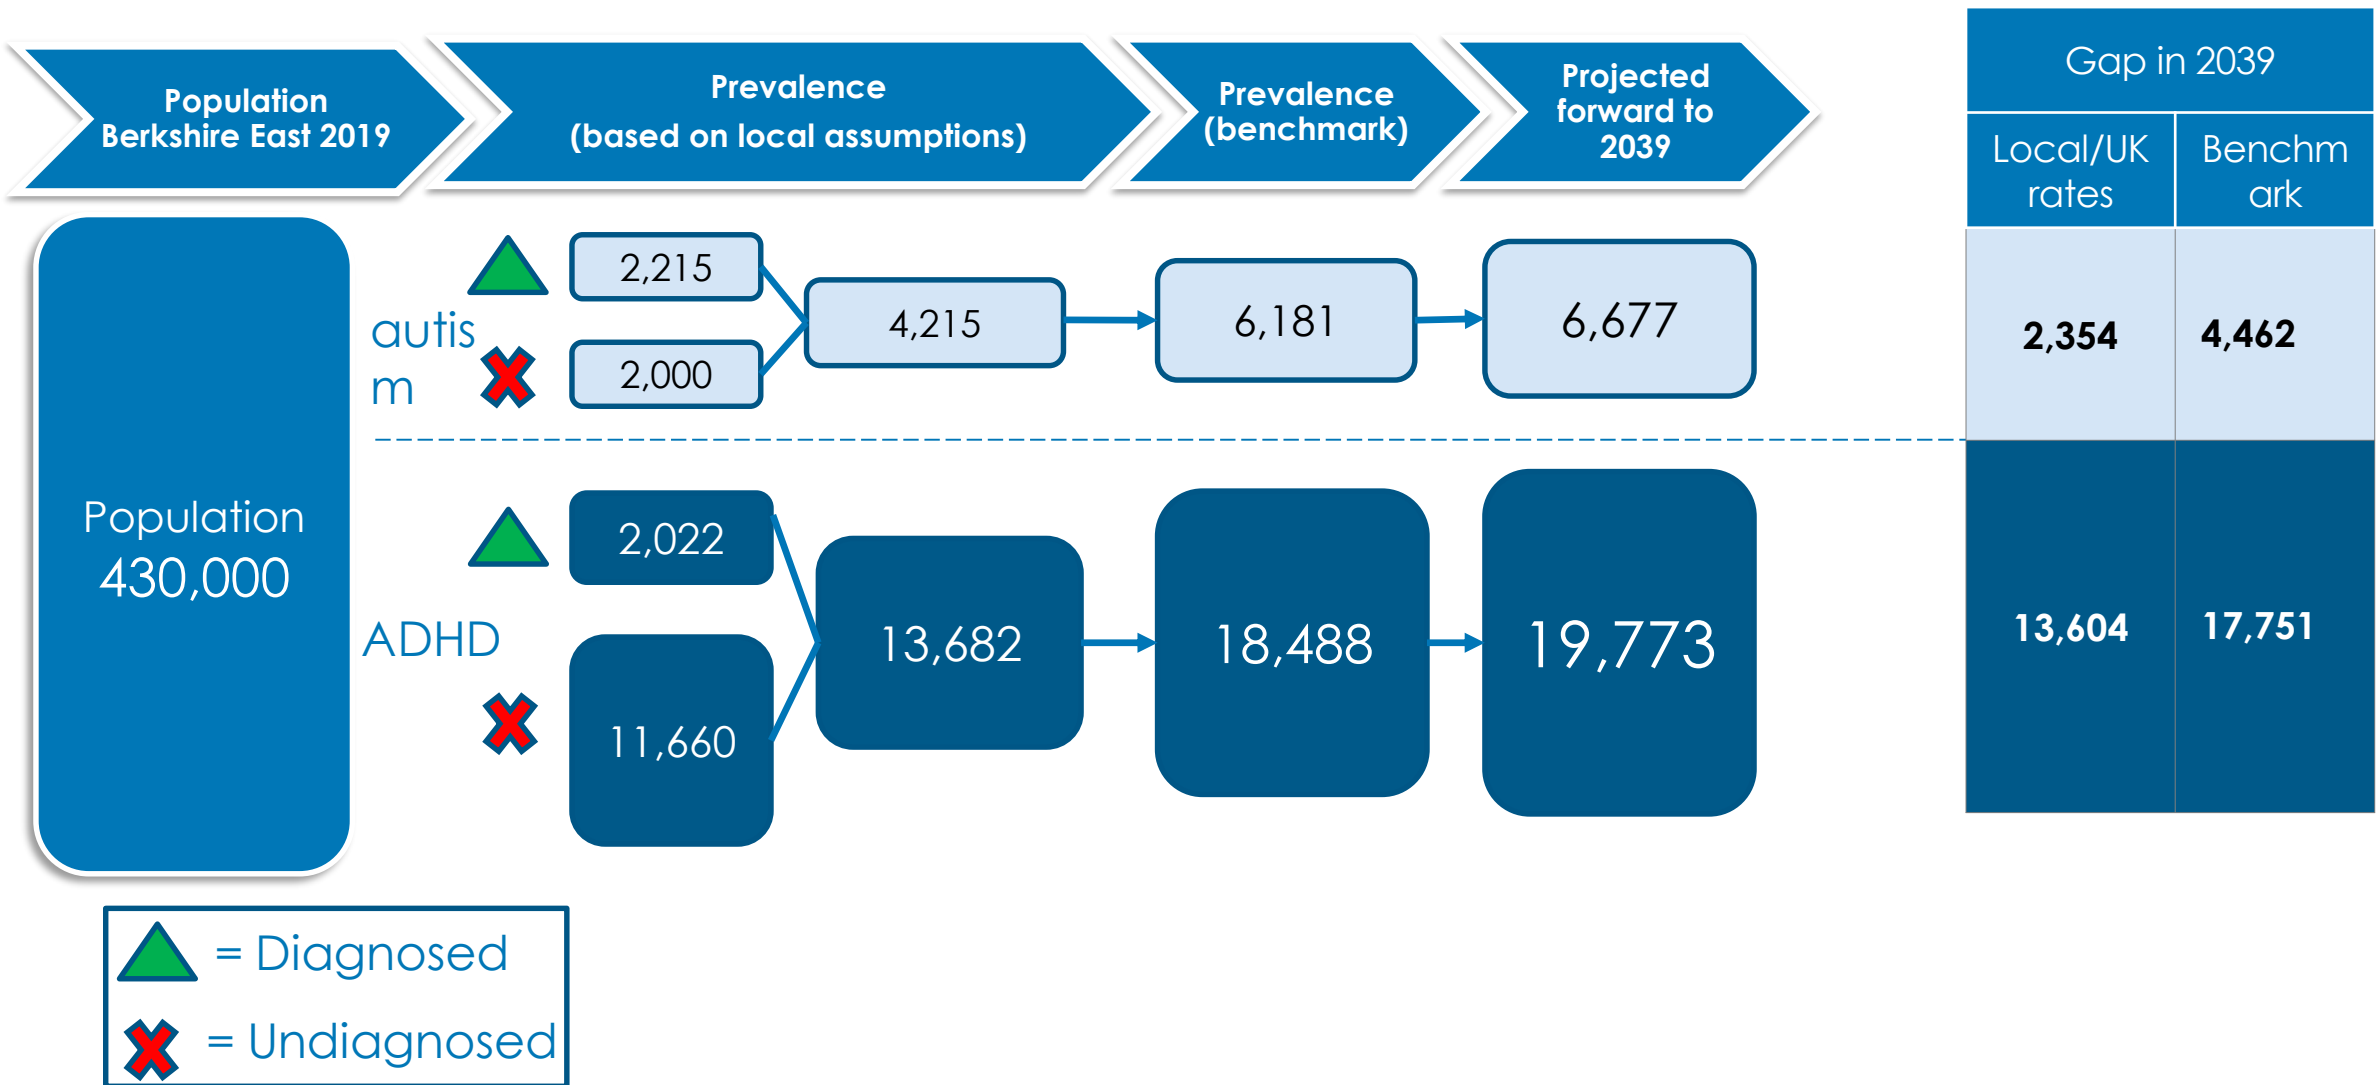 Population
Berkshire East 2019
Prevalence
(based on local assumptions)
Prevalence
(benchmark)
Projected
forward to
2039
Gap in 2039
Local/UK
rates
Benchm
ark
Population
430,000
autis
m
2,215
2,000
4,215
6,181
6,677
2,354
4,462
ADHD
2,022
11,660
13,682
18,488
19,773
13,604
17,751
= Diagnosed
= Undiagnosed